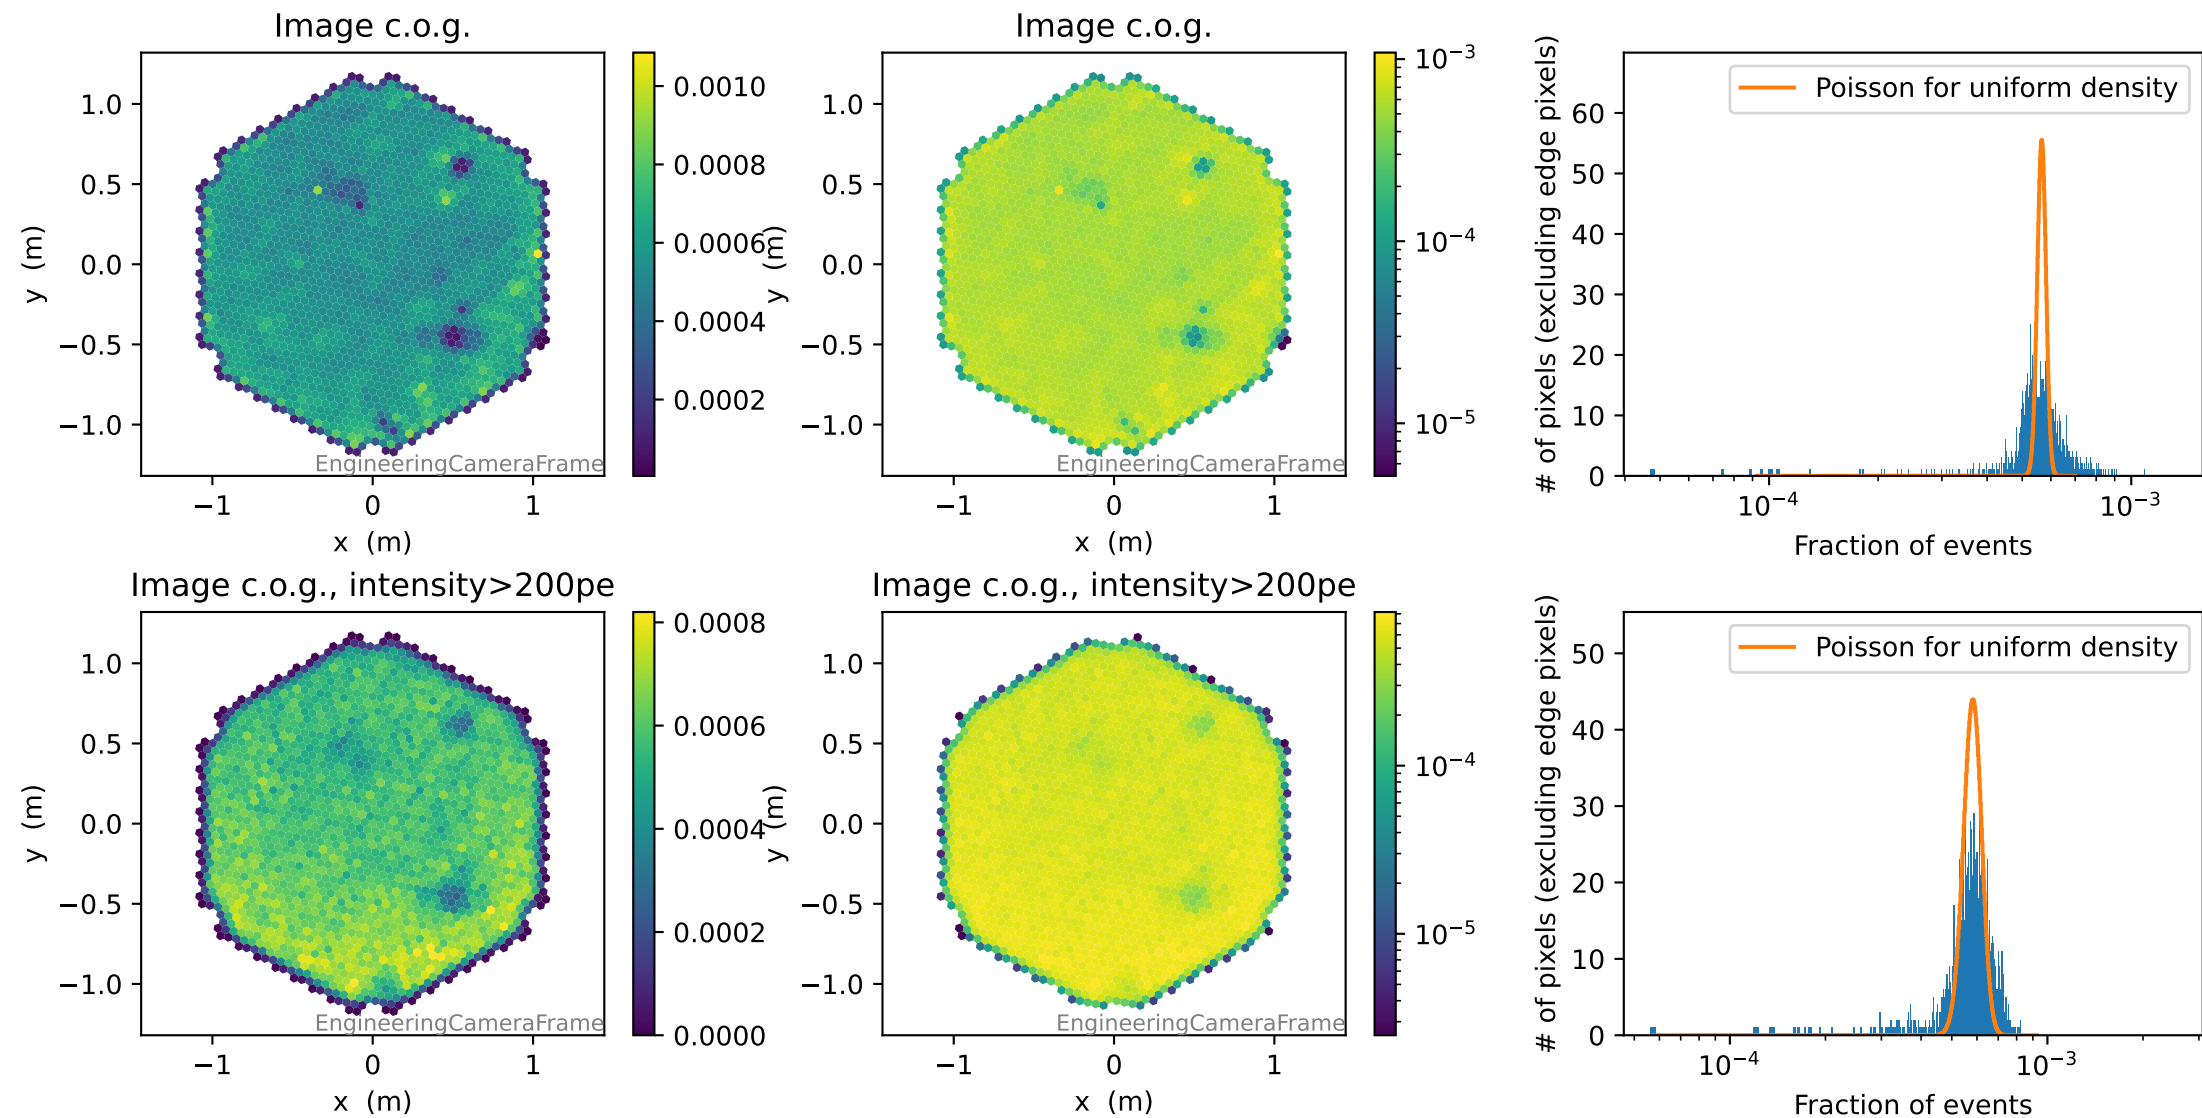 Image c.o.g.
1.0
0.5
0.0
−0.5
−1.0
y (m)
−1
0
1
x (m)
EngineeringCameraFrame
0.0010
0.0008
0.0006
0.0004
0.0002
Image c.o.g.
1.0
0.5
0.0
−0.5
−1.0
y (m)
−1
0
1
x (m)
EngineeringCameraFrame
10⁻³
10⁻⁴
10⁻⁵
Poisson for uniform density
# of pixels (excluding edge pixels)
60
50
40
30
20
10
0
10⁻⁴
10⁻³
Fraction of events
Image c.o.g., intensity>200pe
1.0
0.5
0.0
−0.5
−1.0
y (m)
−1
0
1
x (m)
EngineeringCameraFrame
0.0008
0.0006
0.0004
0.0002
0.0000
Image c.o.g., intensity>200pe
1.0
0.5
0.0
−0.5
−1.0
y (m)
−1
0
1
x (m)
EngineeringCameraFrame
10⁻⁴
10⁻⁵
Poisson for uniform density
# of pixels (excluding edge pixels)
50
40
30
20
10
0
10⁻⁴
10⁻³
Fraction of events